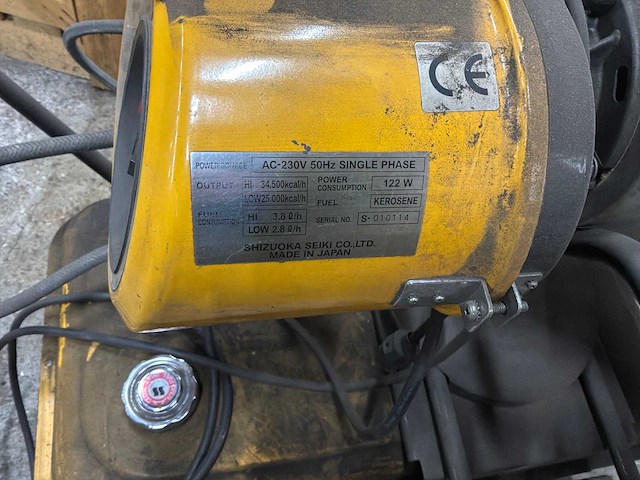 CE
POWER SOURCE AC-230V 50Hz SINGLE PHASE
OUTPUT HI 34,500kcal/h
LOW 25,000kcal/h
POWER CONSUMPTION 122 W
FUEL KEROSENE
FUEL CONSUMPTION HI 3.8 ℓ/h
LOW 2.8 ℓ/h
SERIAL NO. S-010114
SHIZUOKA SEIKI CO.,LTD.
MADE IN JAPAN